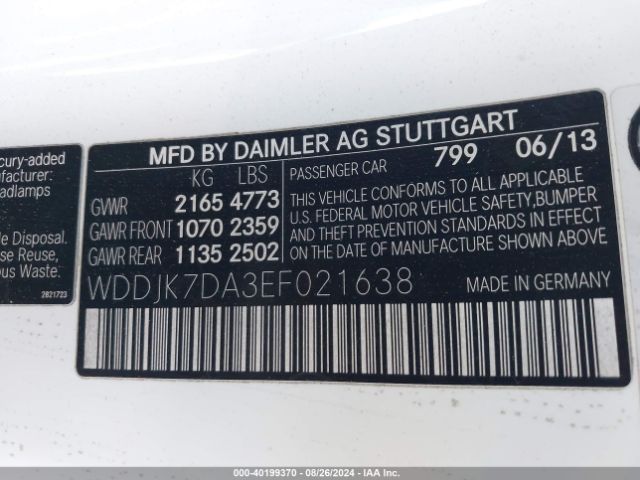 MFD BY DAIMLER AG STUTTGART
KG LBS
GVWR 2165 4773
GAWR FRONT 1070 2359
GAWR REAR 1135 2502
PASSENGER CAR 799 06/13
THIS VEHICLE CONFORMS TO ALL APPLICABLE
U.S. FEDERAL MOTOR VEHICLE SAFETY,BUMPER
AND THEFT PREVENTION STANDARDS IN EFFECT
ON THE DATE OF MANUFACTURE SHOWN ABOVE.
WDDJK7DA3EF021638
MADE IN GERMANY
cury-added
nufacturer:
adlamps
le Disposal.
se Reuse,
ous Waste.
2821723
000-40199370 | 08/26/2024 - IAA Inc.